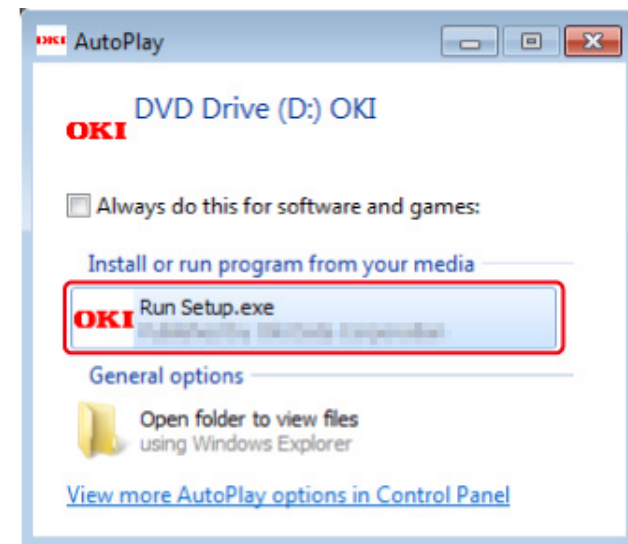 OKI AutoPlay
DVD Drive (D:) OKI
OKI
Always do this for software and games:
Install or run program from your media
OKI Run Setup.exe
General options
Open folder to view files
using Windows Explorer
View more AutoPlay options in Control Panel